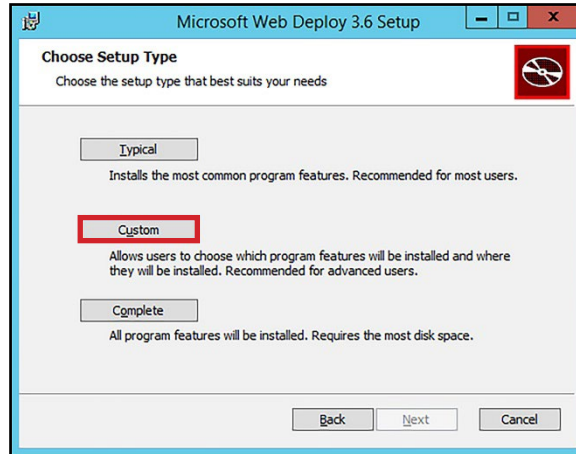 Microsoft Web Deploy 3.6 Setup
Choose Setup Type
Choose the setup type that best suits your needs
Typical
Installs the most common program features. Recommended for most users.
Custom
Allows users to choose which program features will be installed and where
they will be installed. Recommended for advanced users.
Complete
All program features will be installed. Requires the most disk space.
Back Next Cancel